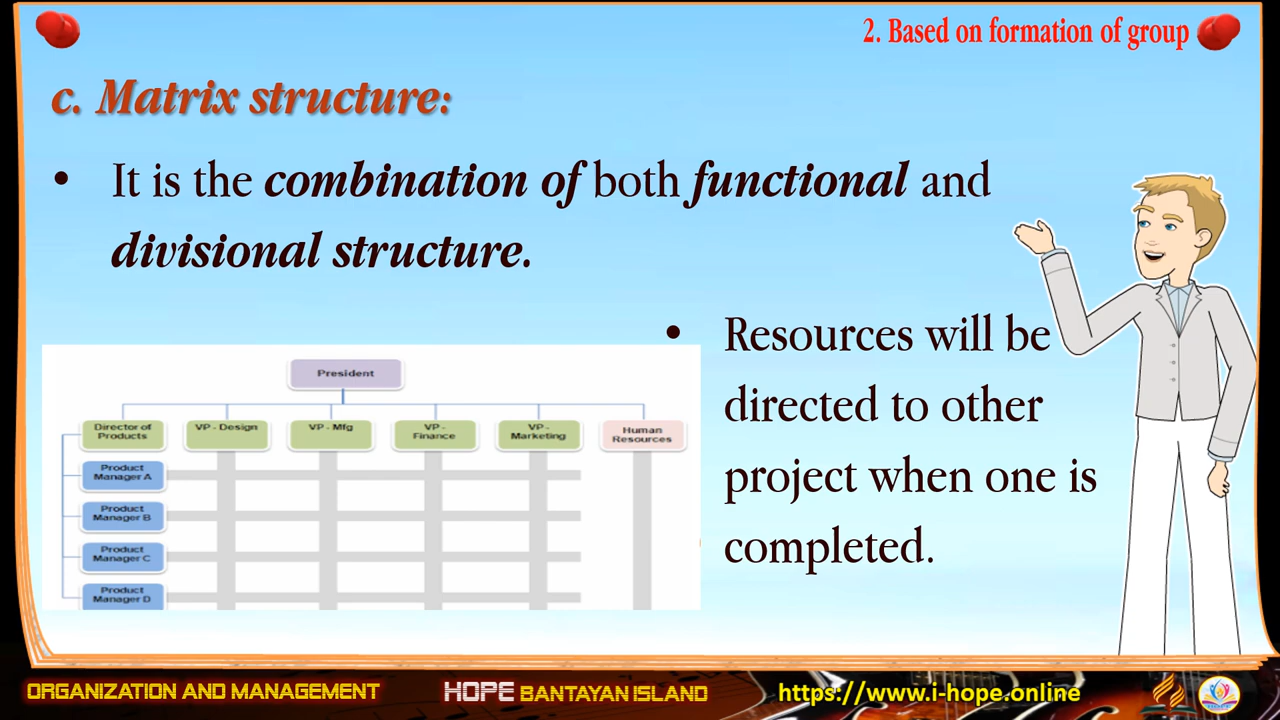 2. Based on formation of group
c. Matrix structure:
• It is the combination of both functional and
divisional structure.
• Resources will be
directed to other
project when one is
completed.
President
Director of
Products
VP - Design
VP - Mfg
VP -
Finance
VP -
Marketing
Human
Resources
Product
Manager A
Product
Manager B
Product
Manager C
Product
Manager D
ORGANIZATION AND MANAGEMENT
HOPE BANTAYAN ISLAND
https://www.i-hope.online